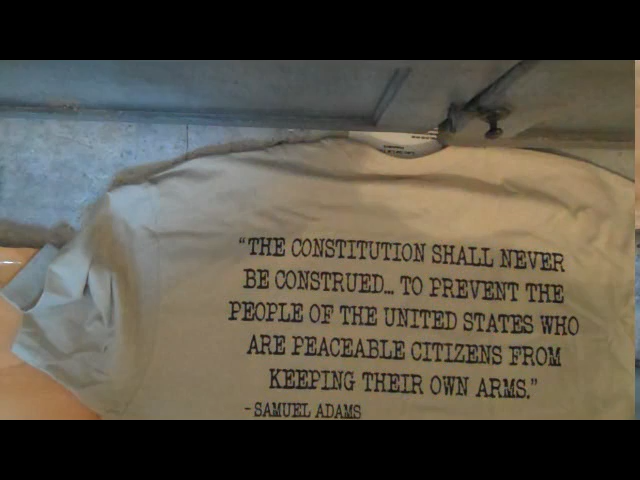 “THE CONSTITUTION SHALL NEVER
BE CONSTRUED... TO PREVENT THE
PEOPLE OF THE UNITED STATES WHO
ARE PEACEABLE CITIZENS FROM
KEEPING THEIR OWN ARMS.”
- SAMUEL ADAMS